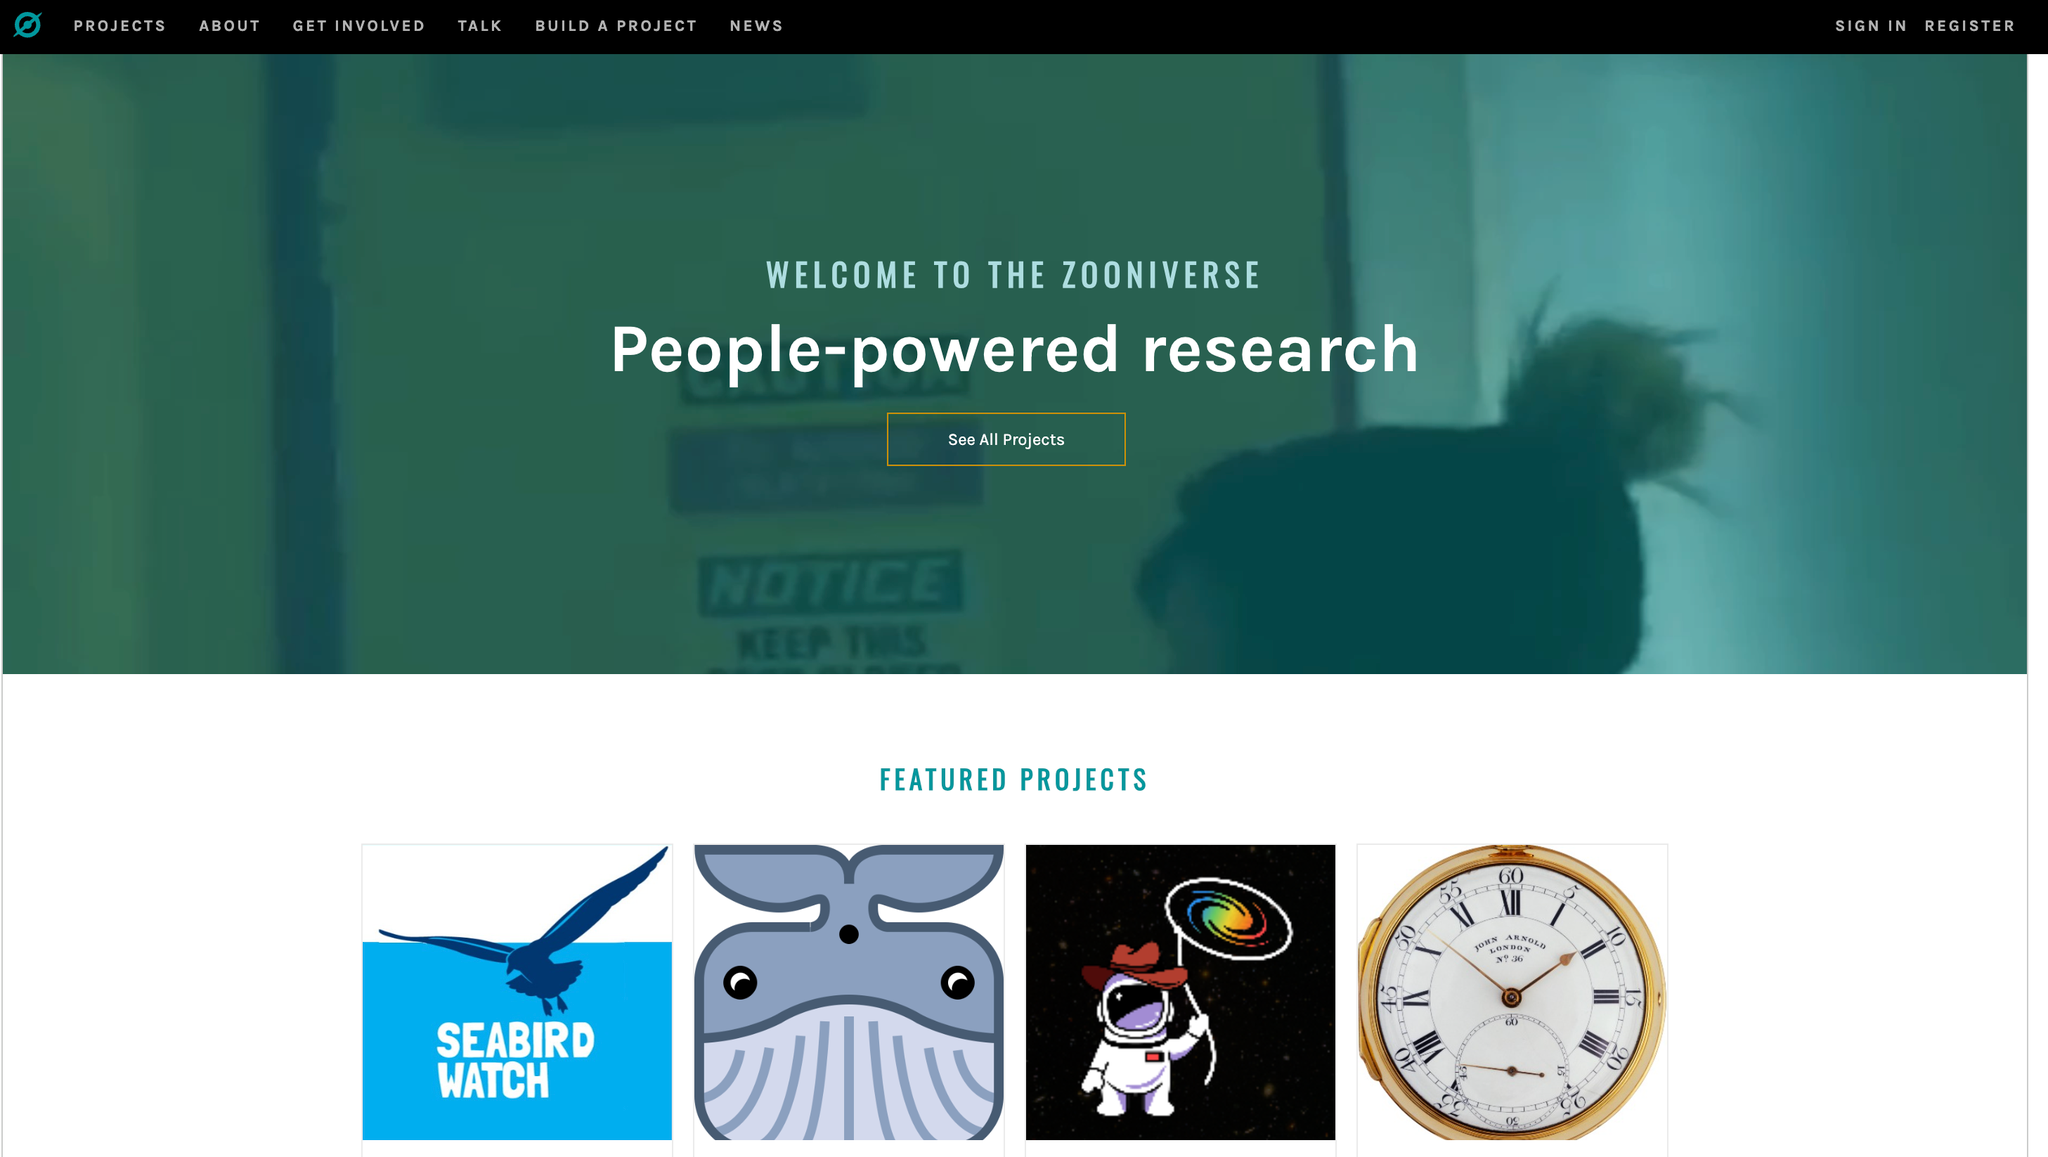 PROJECTS ABOUT GET INVOLVED TALK BUILD A PROJECT NEWS SIGN IN REGISTER
WELCOME TO THE ZOONIVERSE
People-powered research
CAUTION
See All Projects
NOTICE
KEEP THIS
FEATURED PROJECTS
SEABIRD
WATCH
60
5
10
15
20
40
45
50
55
JOHN ARNOLD
LONDON
Nº 36
60